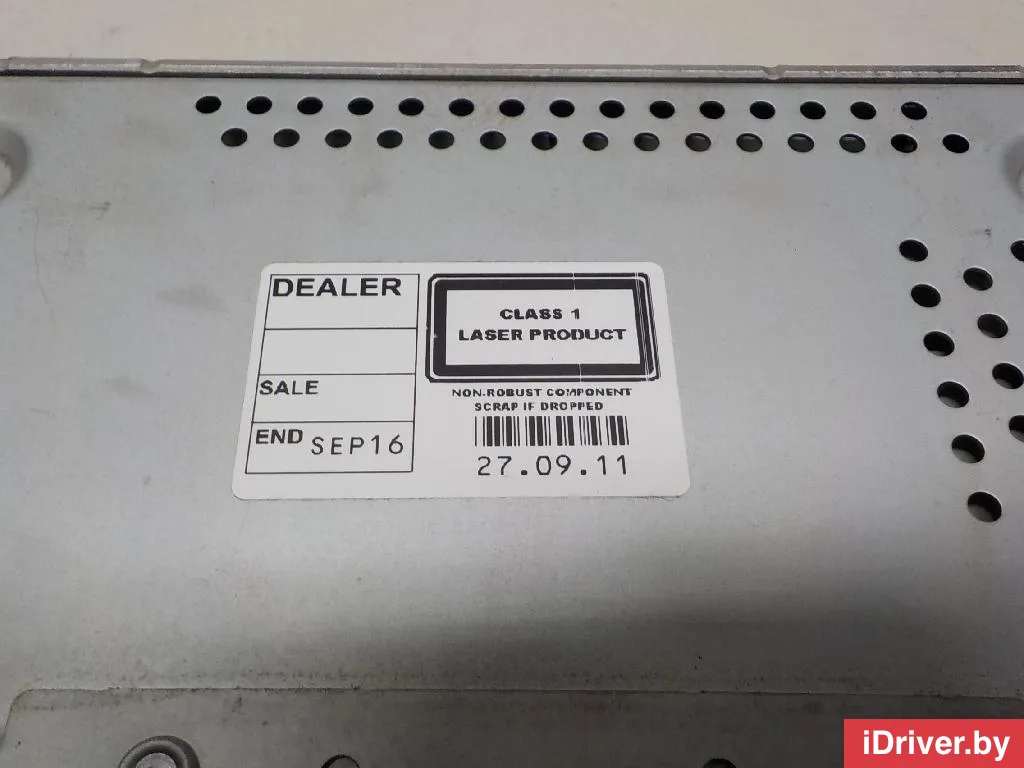 DEALER
SALE
END SEP16
CLASS 1
LASER PRODUCT
NON-ROBUST COMPONENT
SCRAP IF DROPPED
27.09.11
iDriver.by